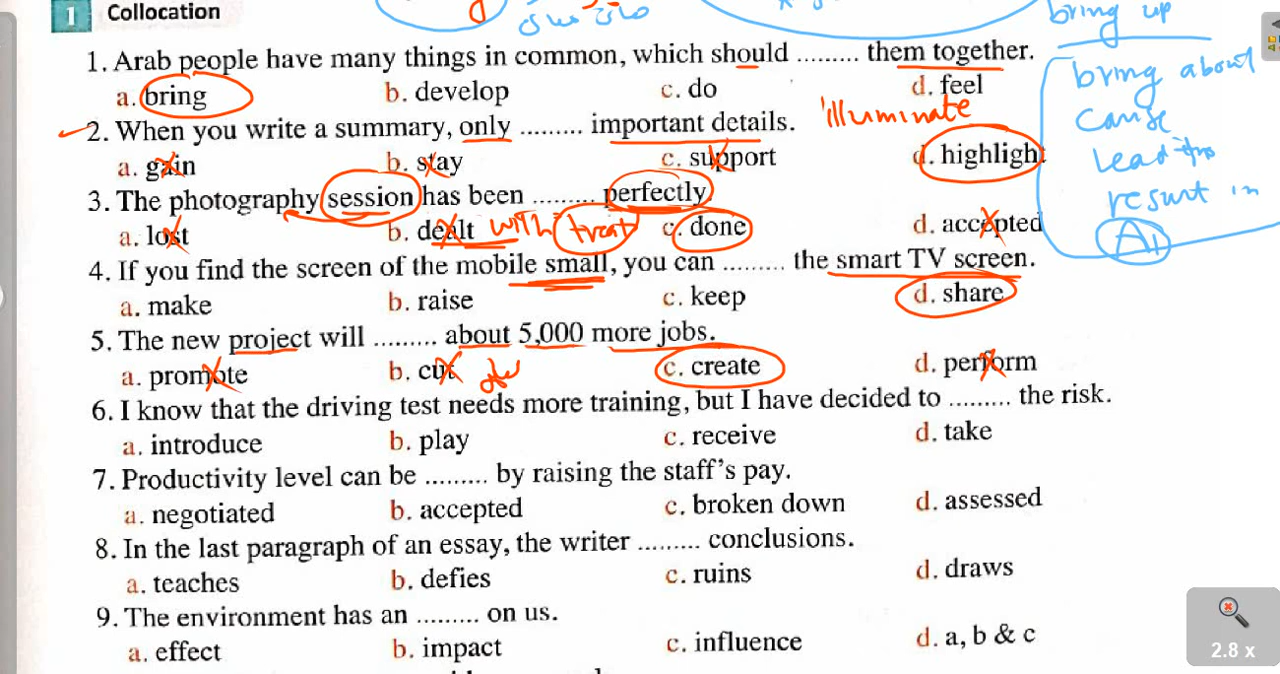 1 Collocation
bring up
1. Arab people have many things in common, which should ......... them together.
a. bring b. develop c. do d. feel
bring about
cause
lead to
result in
illuminate
2. When you write a summary, only ......... important details.
a. gain b. stay c. support d. highligh
3. The photography session has been ......... perfectly.
a. lost b. dealt with treat c. done d. accepted
4. If you find the screen of the mobile small, you can ......... the smart TV screen.
a. make b. raise c. keep d. share
5. The new project will ......... about 5,000 more jobs.
a. promote b. cut c. create d. perform
6. I know that the driving test needs more training, but I have decided to ......... the risk.
a. introduce b. play c. receive d. take
7. Productivity level can be ......... by raising the staff's pay.
a. negotiated b. accepted c. broken down d. assessed
8. In the last paragraph of an essay, the writer ......... conclusions.
a. teaches b. defies c. ruins d. draws
9. The environment has an ......... on us.
a. effect b. impact c. influence d. a, b & c
2.8 x